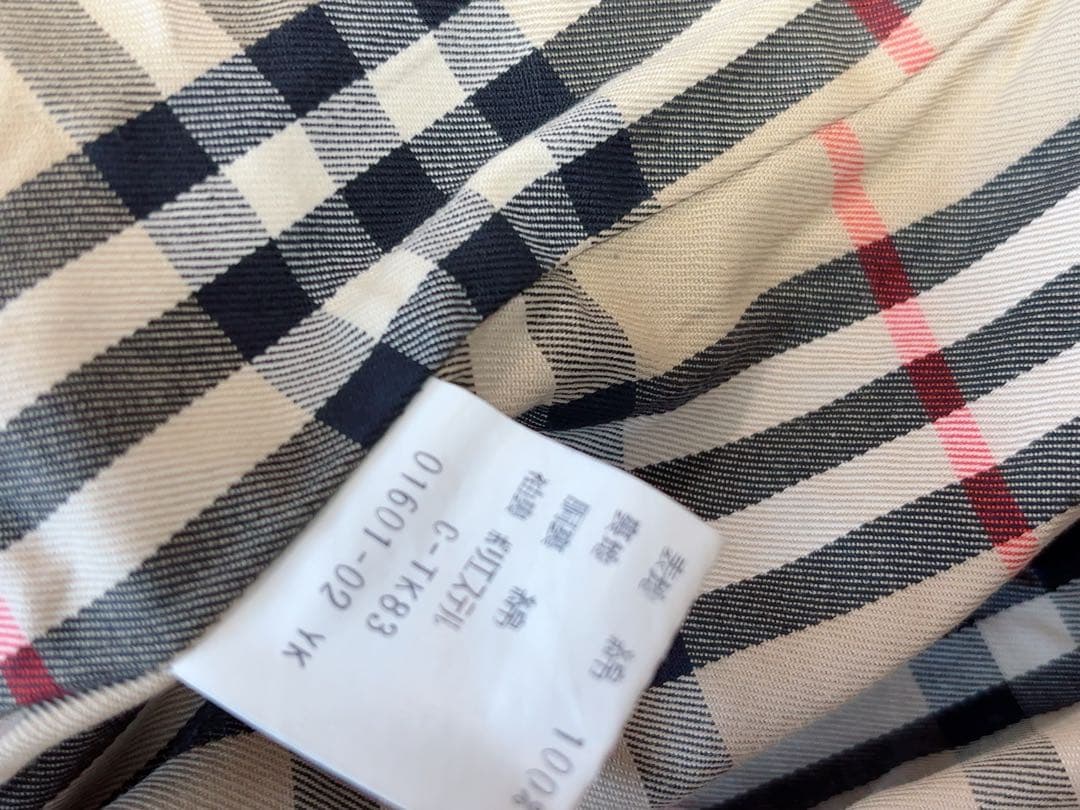 表地 綿 100%
裏地
胴裏 綿
袖裏 ポリエステル
C-TK83
01601-02 YK